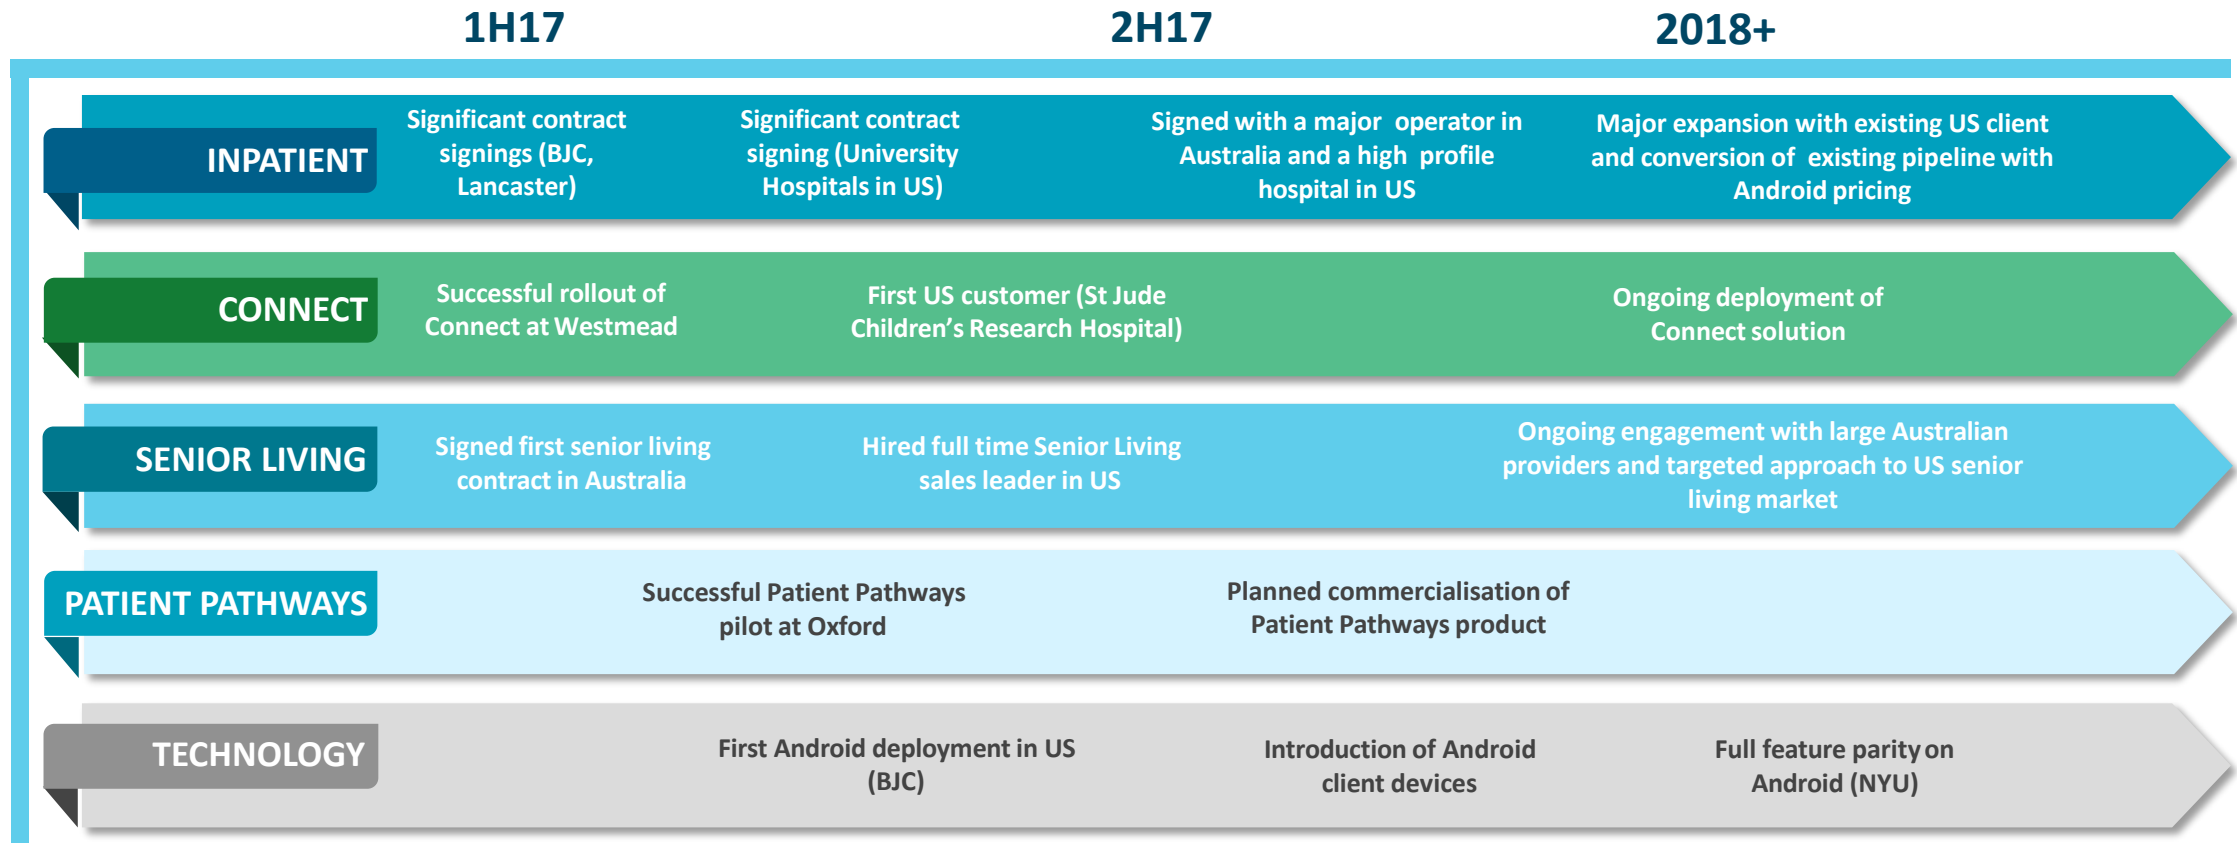 1H17
2H17
2018+
INPATIENT
Significant contract
signings (BJC,
Lancaster)
Significant contract
signing (University
Hospitals in US)
Signed with a major operator in
Australia and a high profile
hospital in US
Major expansion with existing US client
and conversion of existing pipeline with
Android pricing
CONNECT
Successful rollout of
Connect at Westmead
First US customer (St Jude
Children’s Research Hospital)
Ongoing deployment of
Connect solution
SENIOR LIVING
Signed first senior living
contract in Australia
Hired full time Senior Living
sales leader in US
Ongoing engagement with large Australian
providers and targeted approach to US senior
living market
PATIENT PATHWAYS
Successful Patient Pathways
pilot at Oxford
Planned commercialisation of
Patient Pathways product
TECHNOLOGY
First Android deployment in US
(BJC)
Introduction of Android
client devices
Full feature parity on
Android (NYU)